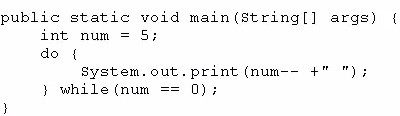 public static void main(String[] args) {
    int num = 5;
    do {
        System.out.print(num-- +" ");
    } while(num == 0);
}